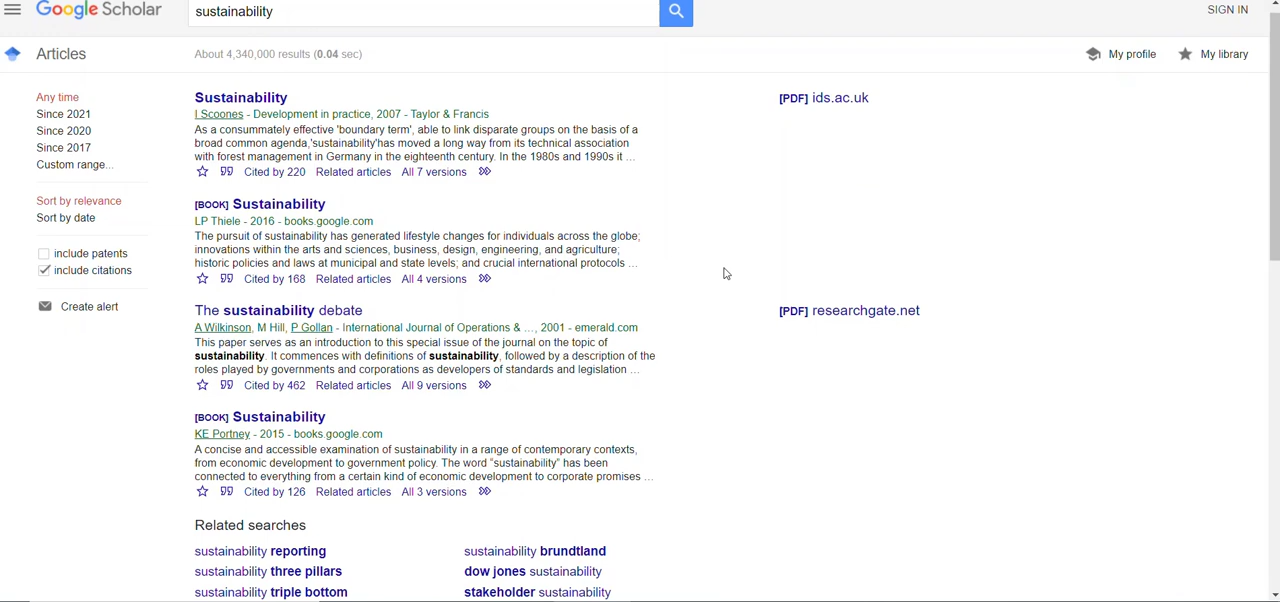 Google Scholar
sustainability
SIGN IN
Articles
About 4,340,000 results (0.04 sec)
My profile
My library
Any time
Since 2021
Since 2020
Since 2017
Custom range...
Sort by relevance
Sort by date
include patents
include citations
Create alert
Sustainability
I Scoones - Development in practice, 2007 - Taylor & Francis
As a consummately effective 'boundary term', able to link disparate groups on the basis of a
broad common agenda,'sustainability'has moved a long way from its technical association
with forest management in Germany in the eighteenth century. In the 1980s and 1990s it ...
Cited by 220 Related articles All 7 versions
[PDF] ids.ac.uk
[BOOK] Sustainability
LP Thiele - 2016 - books.google.com
The pursuit of sustainability has generated lifestyle changes for individuals across the globe;
innovations within the arts and sciences, business, design, engineering, and agriculture;
historic policies and laws at municipal and state levels; and crucial international protocols ...
Cited by 168 Related articles All 4 versions
The sustainability debate
A Wilkinson, M Hill, P Gollan - International Journal of Operations & ..., 2001 - emerald.com
This paper serves as an introduction to this special issue of the journal on the topic of
sustainability. It commences with definitions of sustainability, followed by a description of the
roles played by governments and corporations as developers of standards and legislation ...
Cited by 462 Related articles All 9 versions
[PDF] researchgate.net
[BOOK] Sustainability
KE Portney - 2015 - books.google.com
A concise and accessible examination of sustainability in a range of contemporary contexts,
from economic development to government policy. The word "sustainability" has been
connected to everything from a certain kind of economic development to corporate promises ...
Cited by 126 Related articles All 3 versions
Related searches
sustainability reporting
sustainability three pillars
sustainability triple bottom
sustainability brundtland
dow jones sustainability
stakeholder sustainability